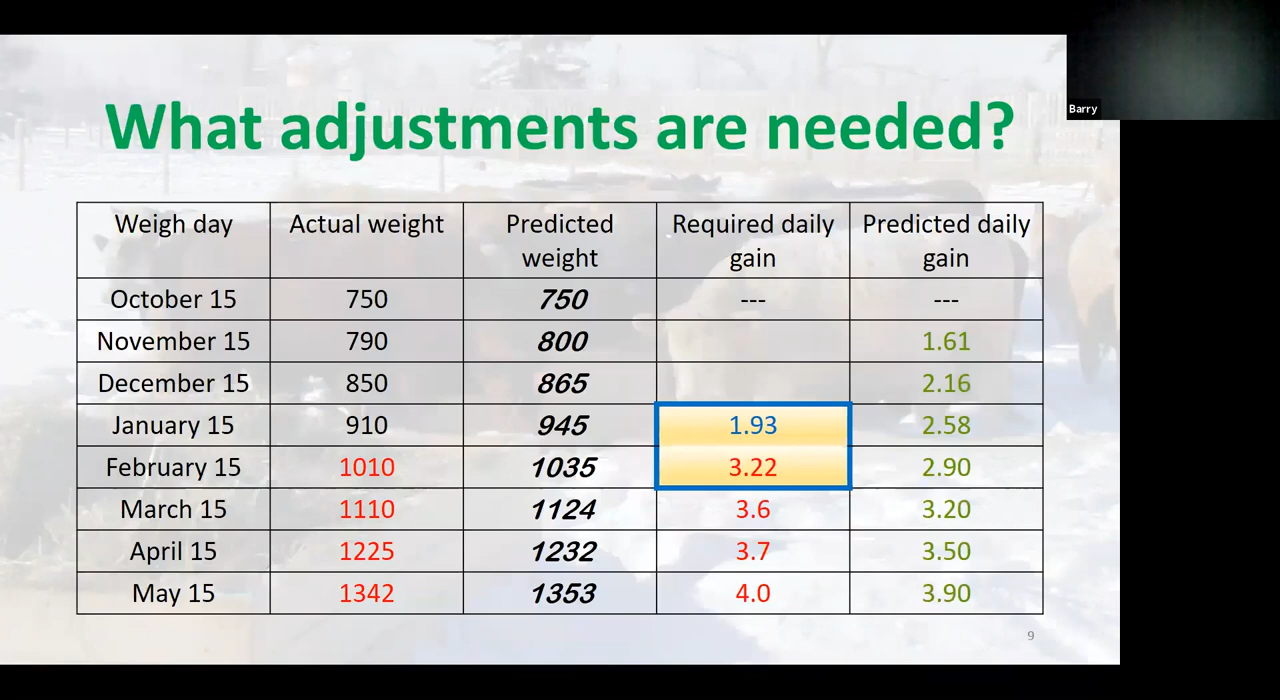 Barry
What adjustments are needed?
Weigh day Actual weight Predicted weight Required daily gain Predicted daily gain
October 15 750 750 --- ---
November 15 790 800 1.61
December 15 850 865 2.16
January 15 910 945 1.93 2.58
February 15 1010 1035 3.22 2.90
March 15 1110 1124 3.6 3.20
April 15 1225 1232 3.7 3.50
May 15 1342 1353 4.0 3.90
9